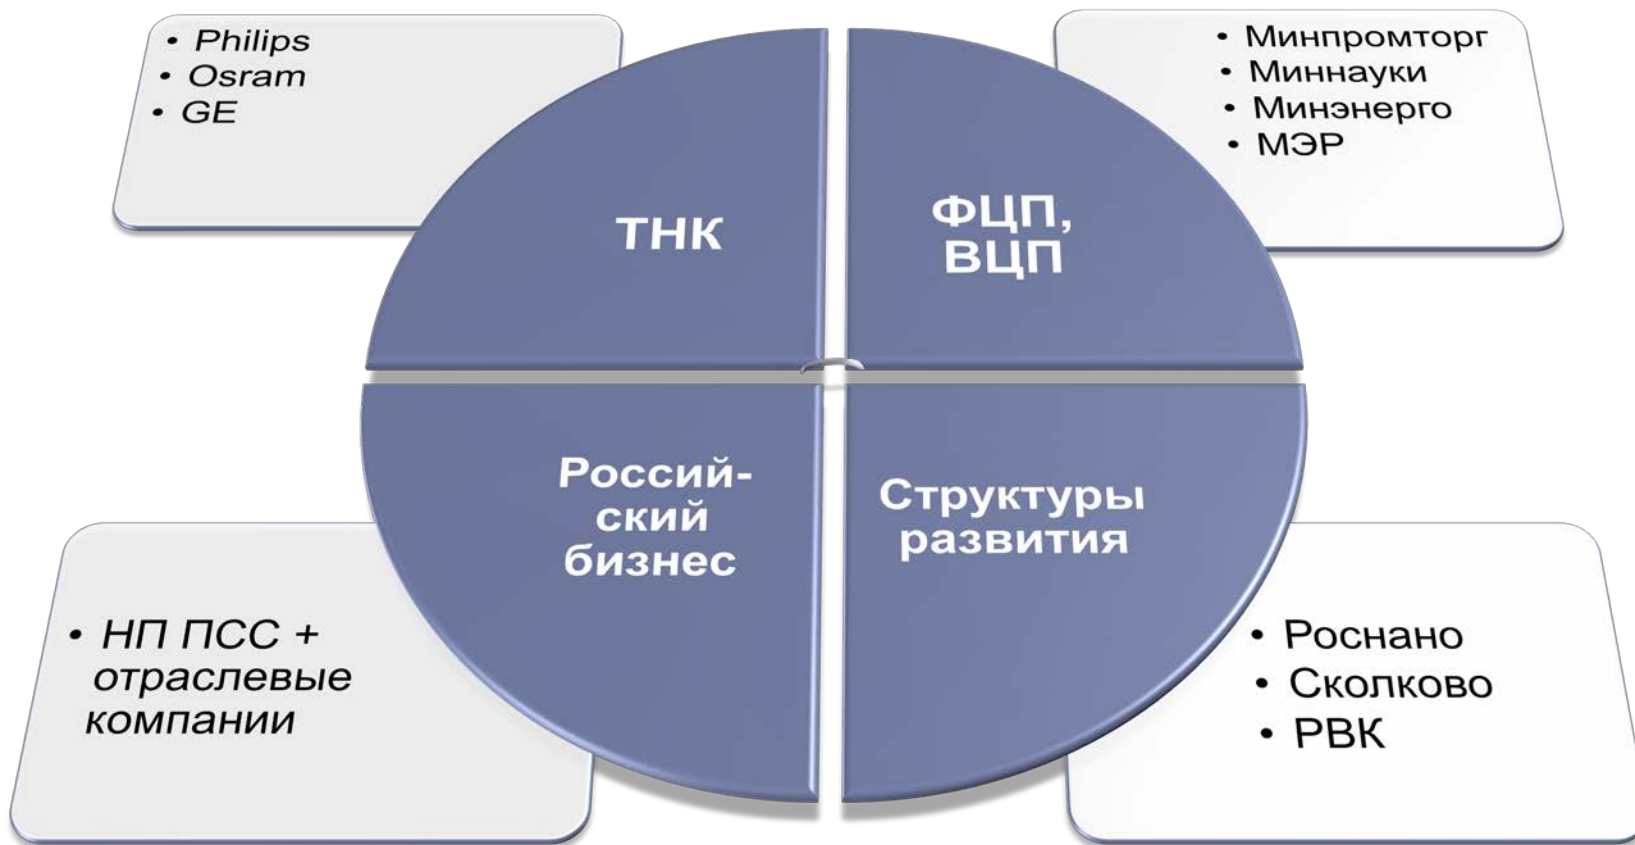 • Philips
• Osram
• GE
• Минпромторг
• Миннауки
• Минэнерго
• МЭР
ТНК
ФЦП,
ВЦП
Россий-
ский
бизнес
Структуры
развития
• НП ПСС +
отраслевые
компании
• Роснано
• Сколково
• РВК